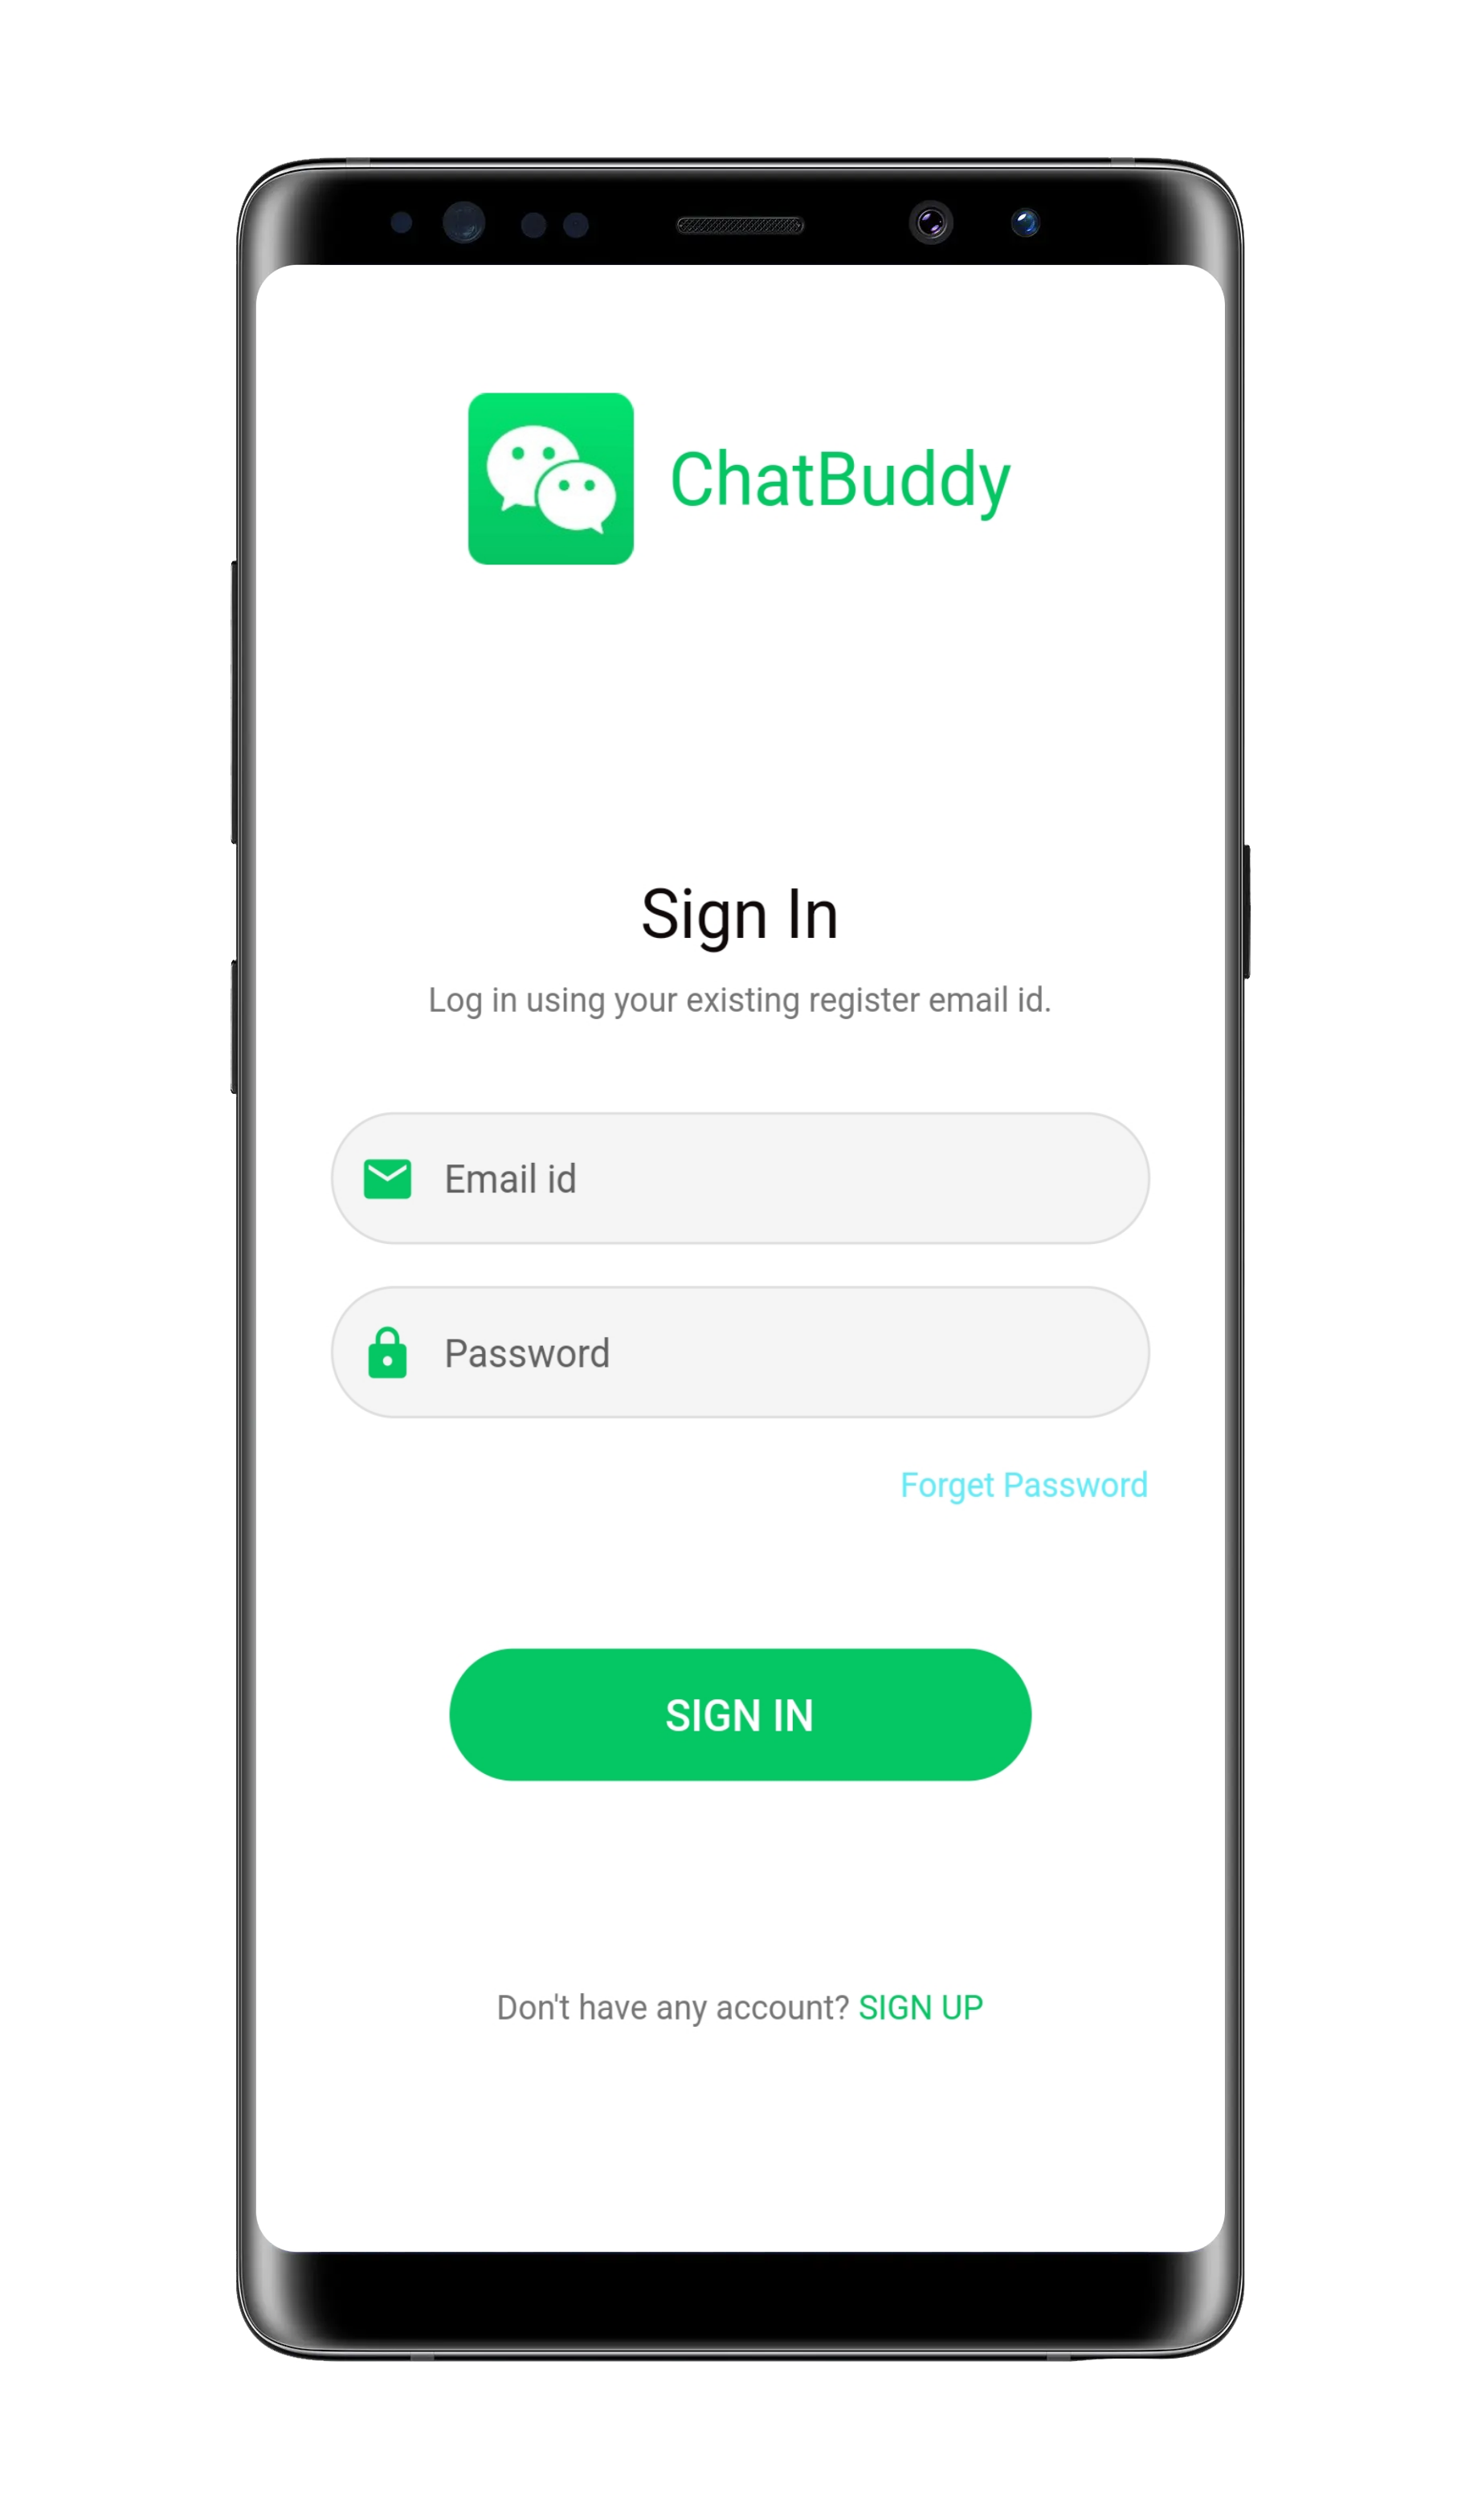 ChatBuddy
Sign In
Log in using your existing register email id.
Email id
Password
Forget Password
SIGN IN
Don't have any account? SIGN UP